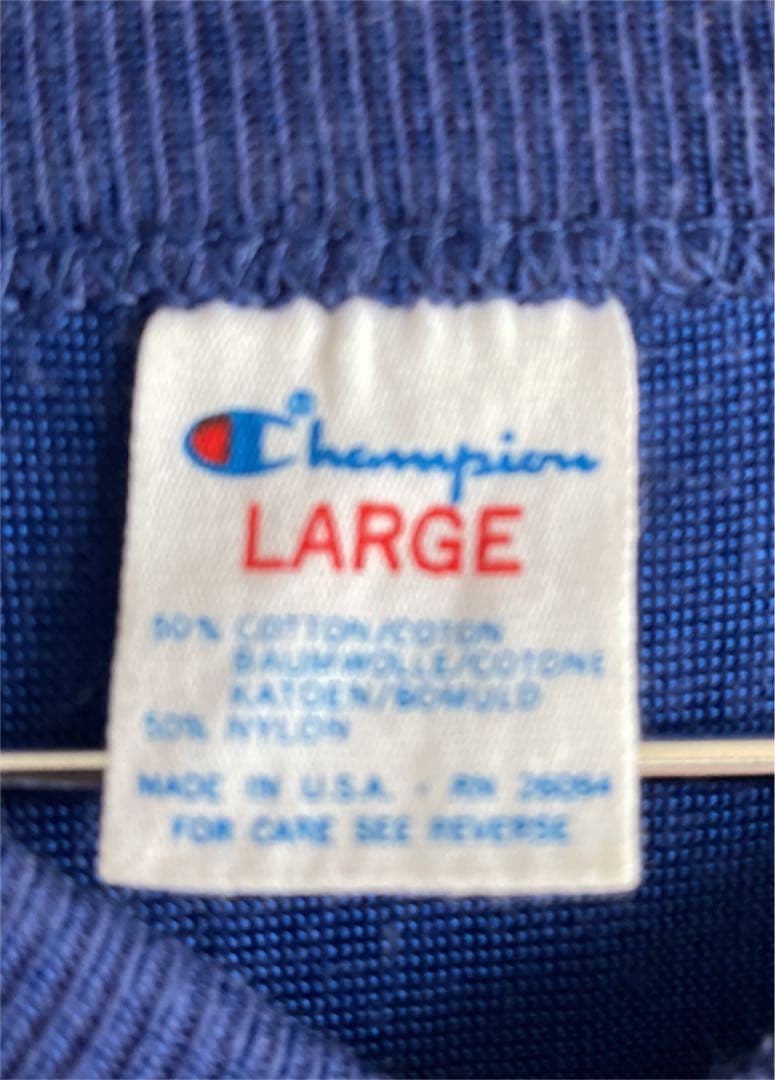 Champion®
LARGE
50% COTTON/COTON
BAUMWOLLE/COTONE
KATOEN/BOMULD
50% NYLON
MADE IN U.S.A. · RN 26094
FOR CARE SEE REVERSE